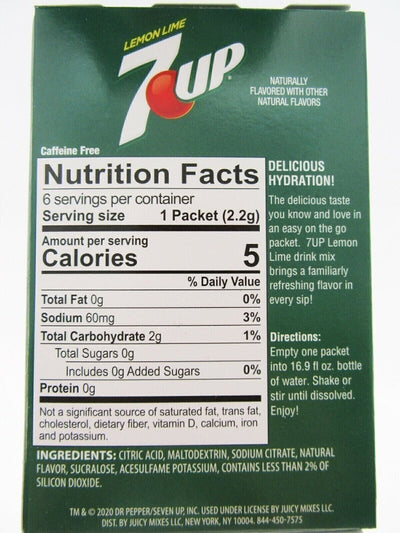 LEMON LIME
7UP
NATURALLY
FLAVORED WITH OTHER
NATURAL FLAVORS
Caffeine Free
Nutrition Facts
6 servings per container
Serving size 1 Packet (2.2g)
Amount per serving
Calories 5
% Daily Value
Total Fat 0g 0%
Sodium 60mg 3%
Total Carbohydrate 2g 1%
Total Sugars 0g
Includes 0g Added Sugars 0%
Protein 0g
Not a significant source of saturated fat, trans fat,
cholesterol, dietary fiber, vitamin D, calcium, iron
and potassium.
DELICIOUS
HYDRATION!
The delicious taste
you know and love in
an easy on the go
packet. 7UP Lemon
Lime drink mix
brings a familiarly
refreshing flavor in
every sip!
Directions:
Empty one packet
into 16.9 fl oz. bottle
of water. Shake or
stir until dissolved.
Enjoy!
INGREDIENTS: CITRIC ACID, MALTODEXTRIN, SODIUM CITRATE, NATURAL
FLAVOR, SUCRALOSE, ACESULFAME POTASSIUM, CONTAINS LESS THAN 2% OF
SILICON DIOXIDE.
TM & © 2020 DR PEPPER/SEVEN UP, INC. USED UNDER LICENSE BY JUICY MIXES LLC.
DIST. BY JUICY MIXES LLC, NEW YORK, NY 10004. 844-450-7575